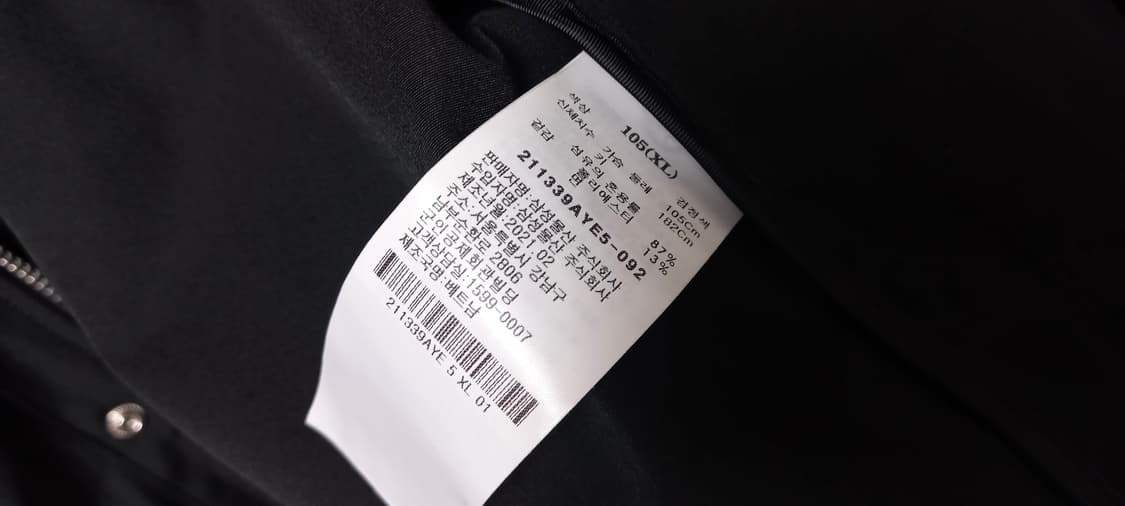 105(XL)
색상 검정색
신체치수 가슴 둘레 105cm
키 182cm
섬유의 혼용율
겉감 폴리에스터 87%
면 13%
211339AYE5-092
판매자명:삼성물산 주식회사
수입자명:삼성물산 주식회사
제조년월:2021.02
주소:서울특별시 강남구
남부순환로 2806
군인공제회관빌딩
고객상담실:1599-0007
제조국명:베트남
211339AYE 5 XL 01